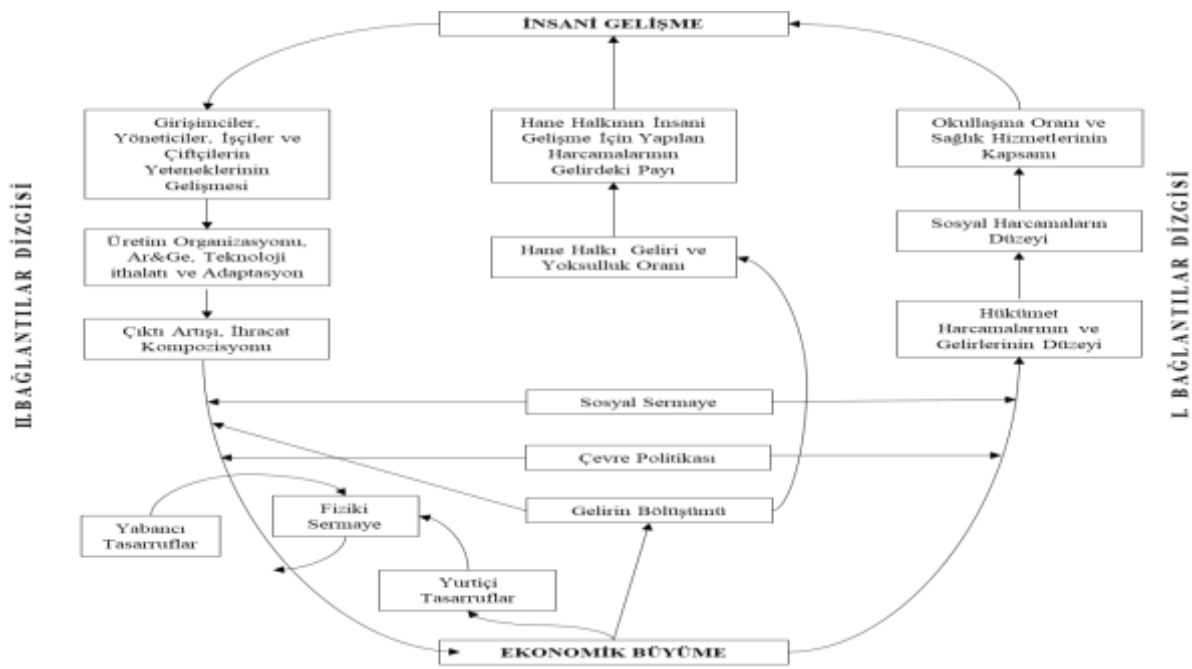 İNSANİ GELİŞME
Girişimciler,
Yöneticiler, İşçiler ve
Çiftçilerin
Yeteneklerinin
Gelişmesi
Hane Halkının İnsani
Gelişme İçin Yapılan
Harcamalarının
Gelirdeki Payı
Okullaşma Oranı ve
Sağlık Hizmetlerinin
Kapsamı
Üretim Organizasyonu,
Ar&Ge, Teknoloji
ithalatı ve Adaptasyon
Hane Halkı Geliri ve
Yoksulluk Oranı
Sosyal Harcamaların
Düzeyi
Çıktı Artışı, İhracat
Kompozisyonu
Hükümet
Harcamalarının ve
Gelirlerinin Düzeyi
II.BAĞLANTILAR DİZGİSİ
I. BAĞLANTILAR DİZGİSİ
Sosyal Sermaye
Çevre Politikası
Gelirin Bölüşümü
Fiziki
Sermaye
Yabancı
Tasarruflar
Yurtiçi
Tasarruflar
EKONOMİK BÜYÜME